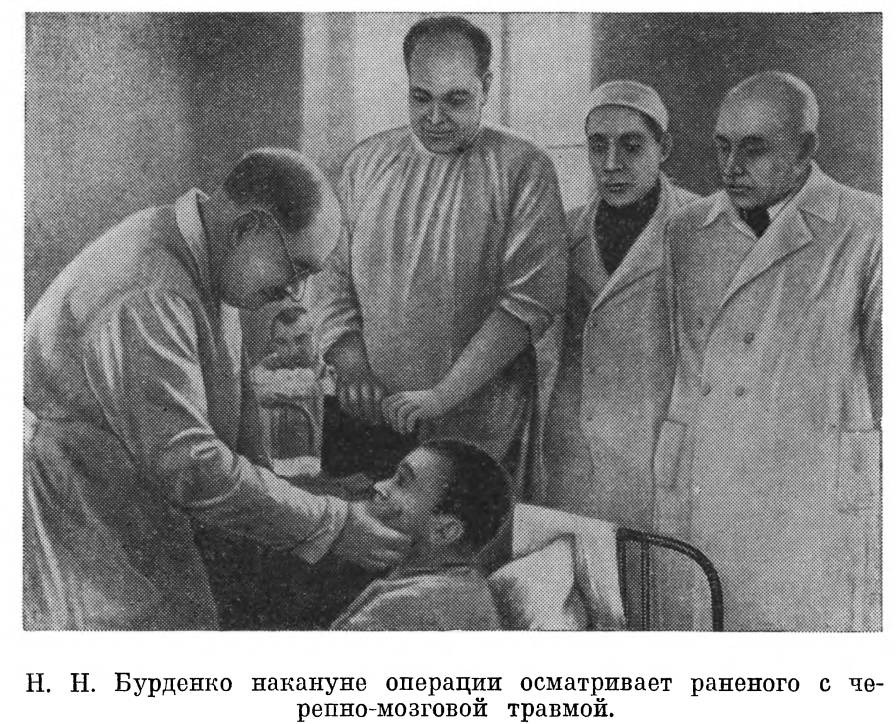 Н. Н. Бурденко накануне операции осматривает раненого с че-
репно-мозговой травмой.